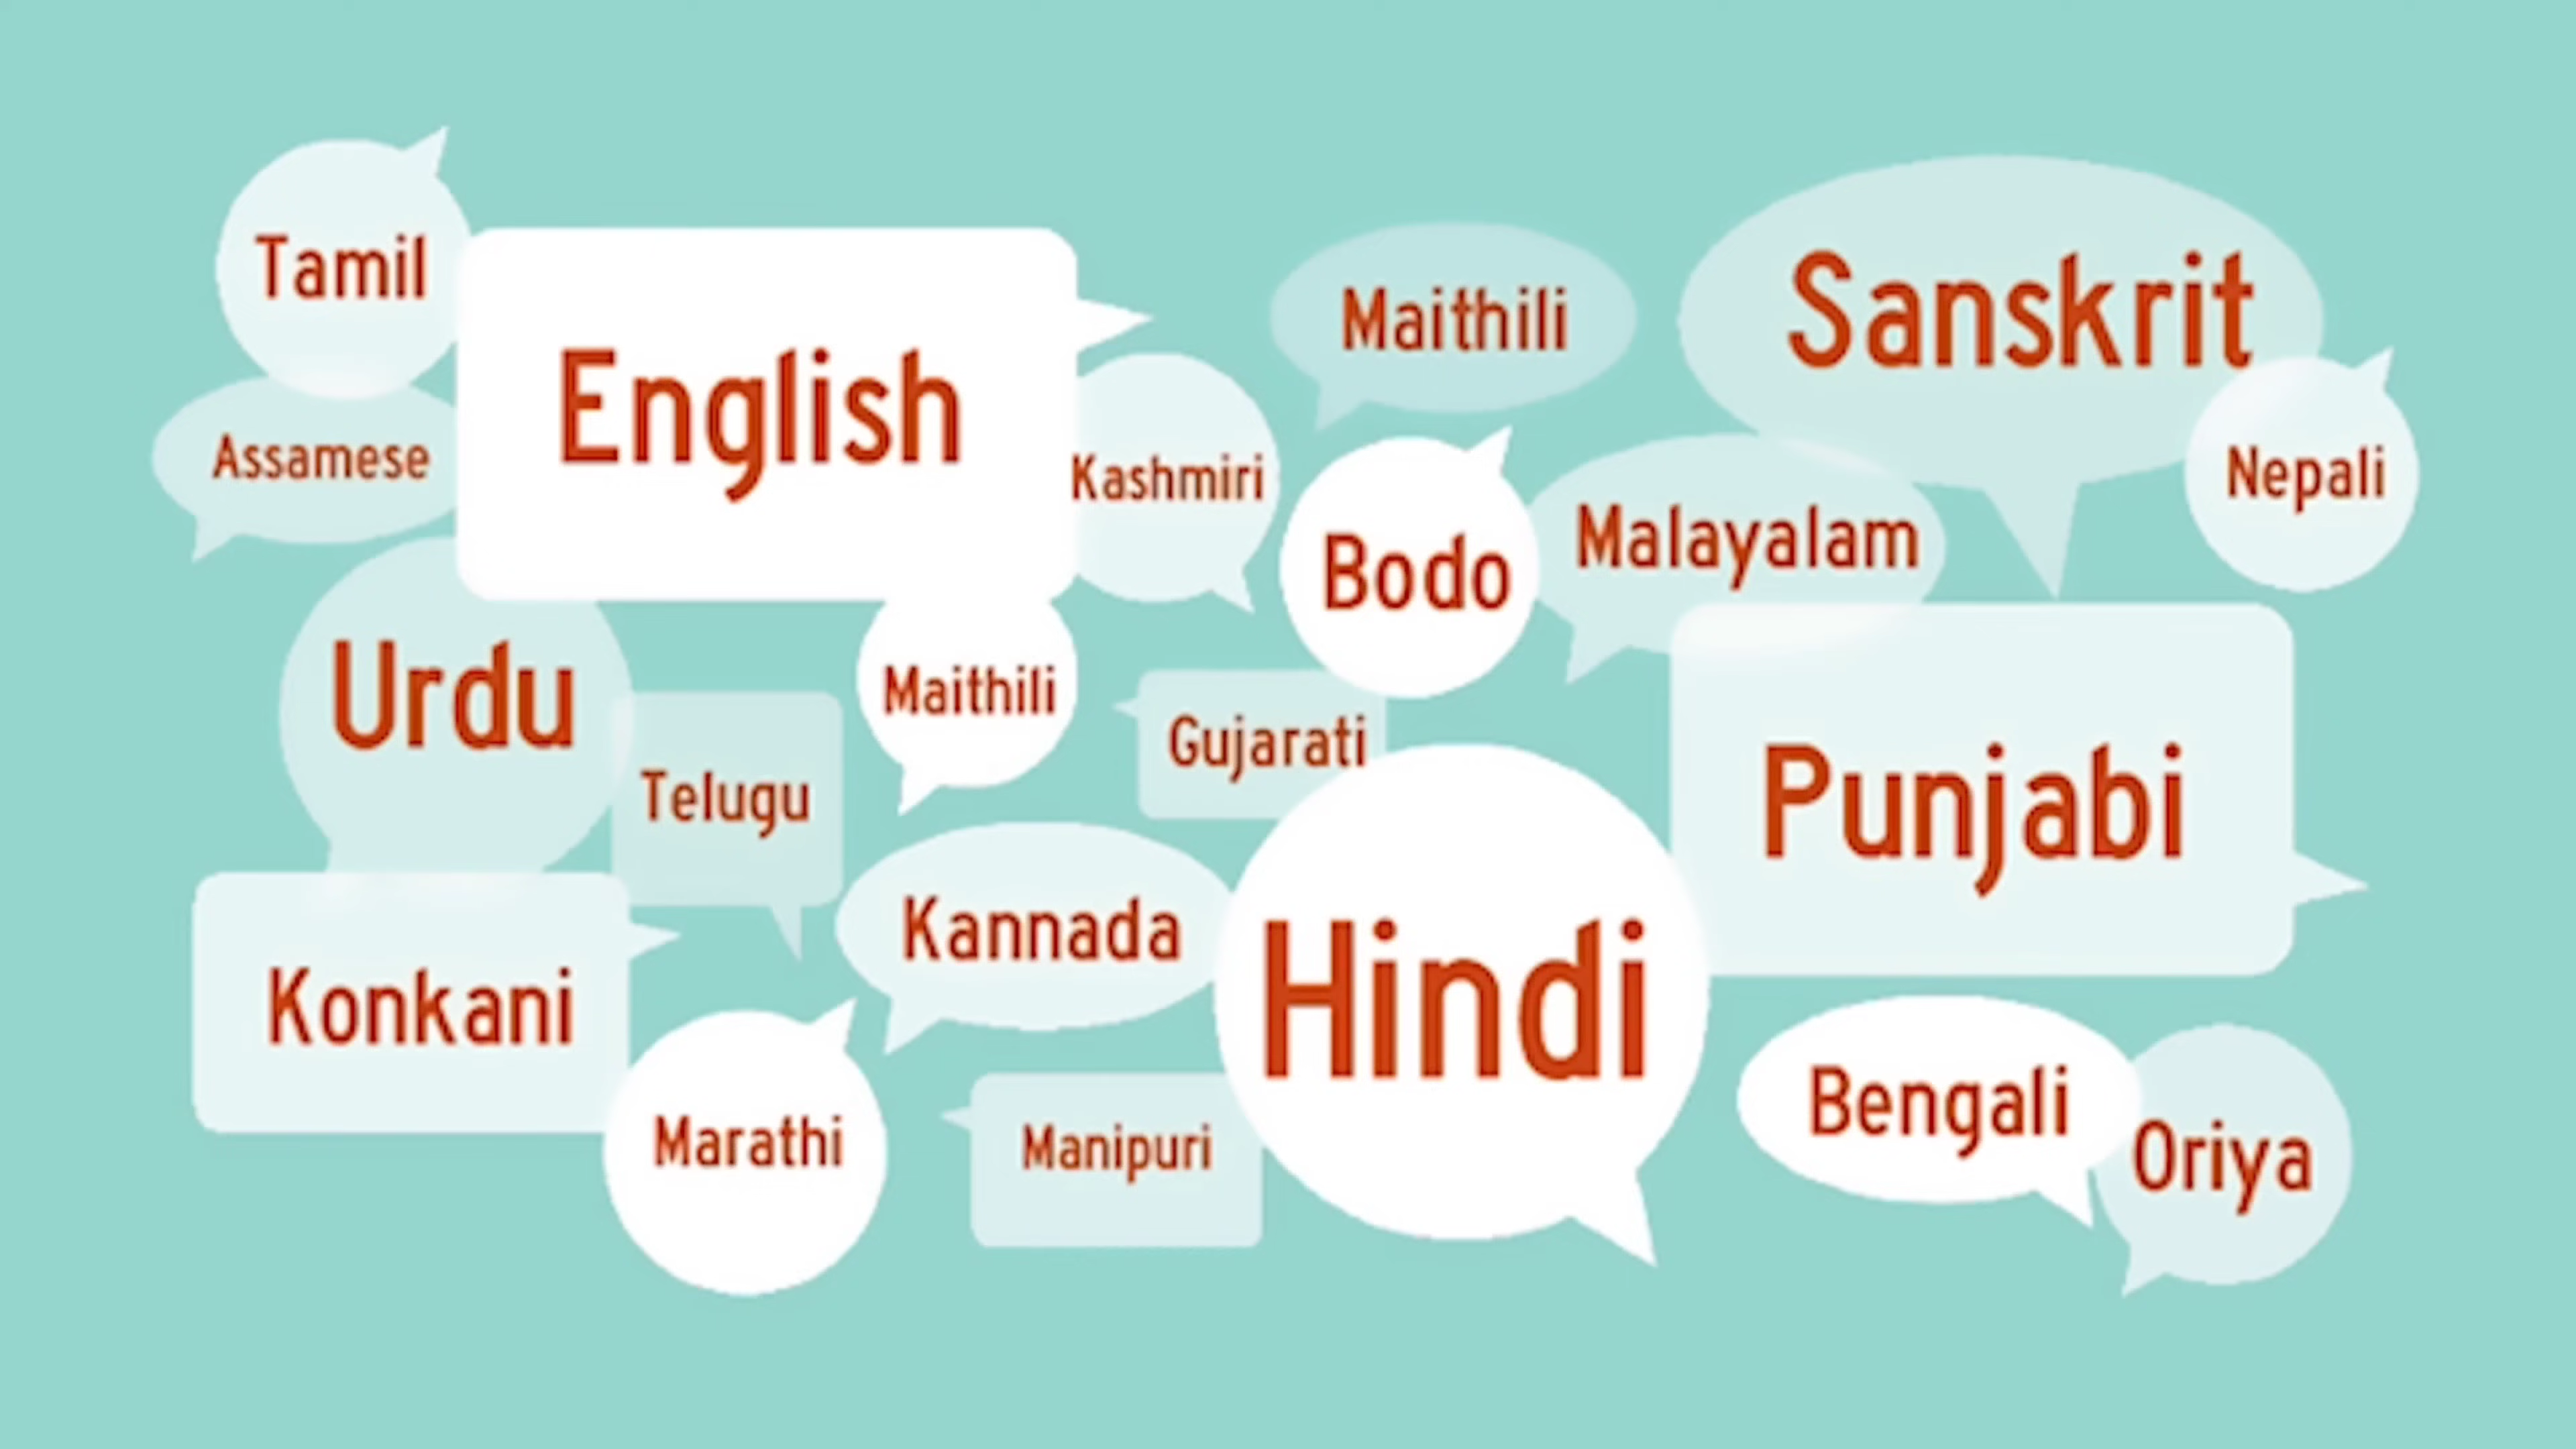 Tamil
English
Maithili
Sanskrit
Assamese
Kashmiri
Nepali
Bodo
Malayalam
Urdu
Maithili
Gujarati
Telugu
Punjabi
Kannada
Konkani
Hindi
Marathi
Manipuri
Bengali
Oriya